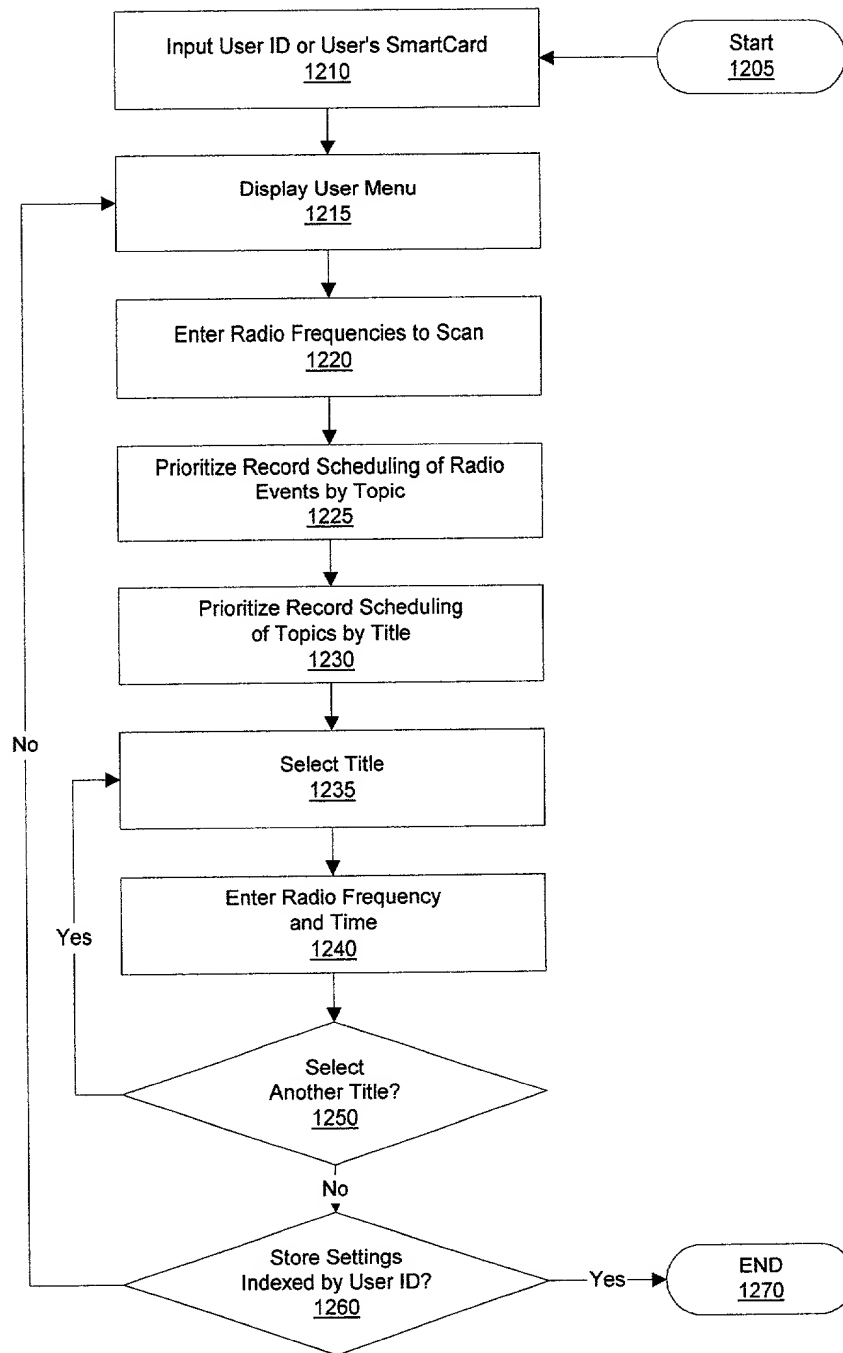 Start
1205
Input User ID or User's SmartCard
1210
Display User Menu
1215
Enter Radio Frequencies to Scan
1220
Prioritize Record Scheduling of Radio
Events by Topic
1225
Prioritize Record Scheduling
of Topics by Title
1230
No
Select Title
1235
Enter Radio Frequency
and Time
1240
Yes
Select
Another Title?
1250
No
Store Settings
Indexed by User ID?
1260
Yes
END
1270